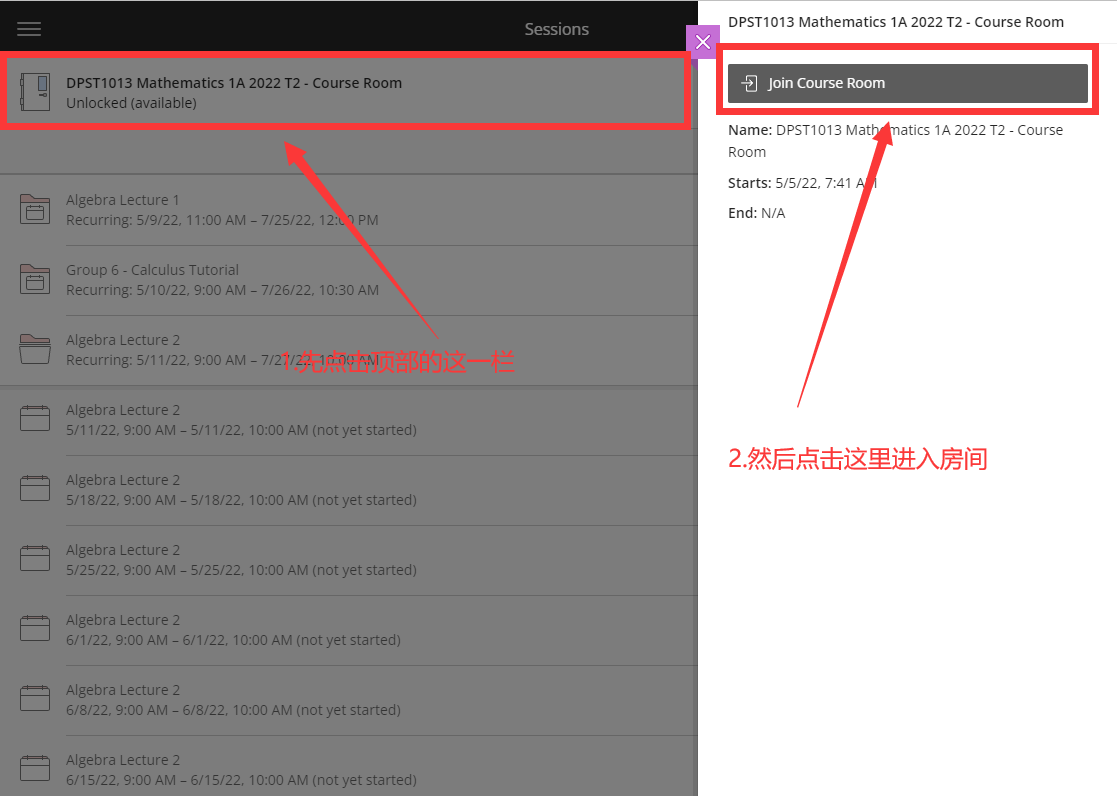 Sessions
DPST1013 Mathematics 1A 2022 T2 - Course Room
Unlocked (available)
Algebra Lecture 1
Recurring: 5/9/22, 11:00 AM – 7/25/22, 12:00 PM
Group 6 - Calculus Tutorial
Recurring: 5/10/22, 9:00 AM – 7/26/22, 10:30 AM
Algebra Lecture 2
Recurring: 5/11/22, 9:00 AM – 7/27/22, 10:00 AM
1.先点击顶部的这一栏
Algebra Lecture 2
5/11/22, 9:00 AM – 5/11/22, 10:00 AM (not yet started)
Algebra Lecture 2
5/18/22, 9:00 AM – 5/18/22, 10:00 AM (not yet started)
Algebra Lecture 2
5/25/22, 9:00 AM – 5/25/22, 10:00 AM (not yet started)
Algebra Lecture 2
6/1/22, 9:00 AM – 6/1/22, 10:00 AM (not yet started)
Algebra Lecture 2
6/8/22, 9:00 AM – 6/8/22, 10:00 AM (not yet started)
Algebra Lecture 2
6/15/22, 9:00 AM – 6/15/22, 10:00 AM (not yet started)
DPST1013 Mathematics 1A 2022 T2 - Course Room
Join Course Room
Name: DPST1013 Mathematics 1A 2022 T2 - Course
Room
Starts: 5/5/22, 7:41 AM
End: N/A
2.然后点击这里进入房间